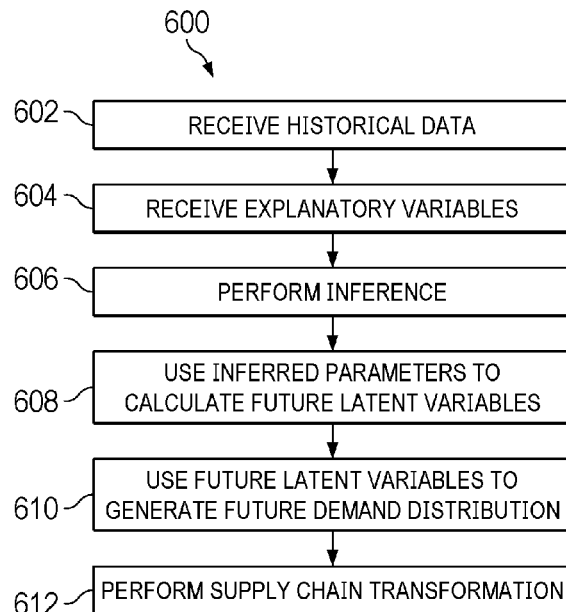 600
602
RECEIVE HISTORICAL DATA
604
RECEIVE EXPLANATORY VARIABLES
606
PERFORM INFERENCE
608
USE INFERRED PARAMETERS TO
CALCULATE FUTURE LATENT VARIABLES
610
USE FUTURE LATENT VARIABLES TO
GENERATE FUTURE DEMAND DISTRIBUTION
612
PERFORM SUPPLY CHAIN TRANSFORMATION